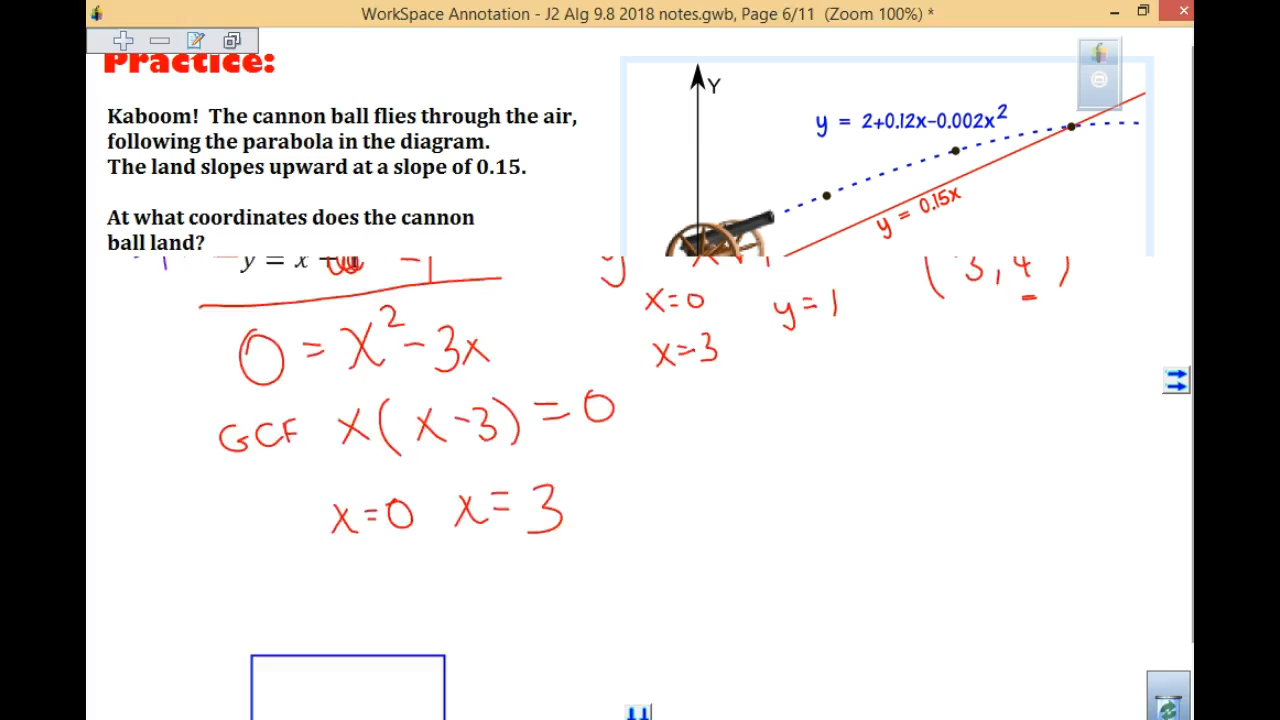 WorkSpace Annotation - J2 Alg 9.8 2018 notes.gwb, Page 6/11 (Zoom 100%) *
Practice:
Kaboom! The cannon ball flies through the air,
following the parabola in the diagram.
The land slopes upward at a slope of 0.15.
At what coordinates does the cannon
ball land?
Y
y = 2+0.12x-0.002x²
y = 0.15x
y = x + -1
(3, 4)
x=0 y=1
x=3
0 = x² - 3x
GCF x(x-3) = 0
x=0 x=3